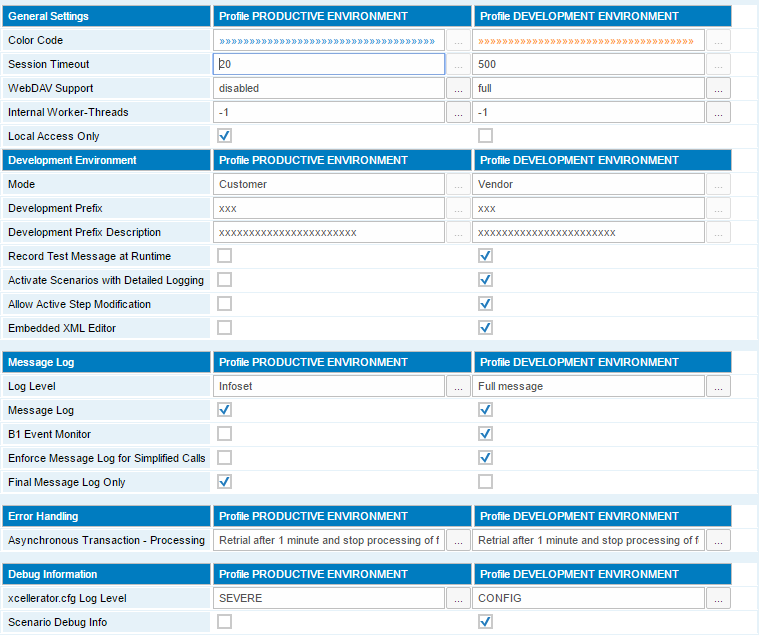 General Settings Profile PRODUCTIVE ENVIRONMENT Profile DEVELOPMENT ENVIRONMENT
Color Code »»»»»»»»»»»»»»»»»»»»»»»»»»»»»»»»»»»» ... »»»»»»»»»»»»»»»»»»»»»»»»»»»»»»»»»»»» ...
Session Timeout 20 ... 500 ...
WebDAV Support disabled ... full ...
Internal Worker-Threads -1 ... -1 ...
Local Access Only
Development Environment Profile PRODUCTIVE ENVIRONMENT Profile DEVELOPMENT ENVIRONMENT
Mode Customer ... Vendor ...
Development Prefix xxx ... xxx ...
Development Prefix Description xxxxxxxxxxxxxxxxxxxxxxx ... xxxxxxxxxxxxxxxxxxxxxxx ...
Record Test Message at Runtime
Activate Scenarios with Detailed Logging
Allow Active Step Modification
Embedded XML Editor
Message Log Profile PRODUCTIVE ENVIRONMENT Profile DEVELOPMENT ENVIRONMENT
Log Level Infoset ... Full message ...
Message Log
B1 Event Monitor
Enforce Message Log for Simplified Calls
Final Message Log Only
Error Handling Profile PRODUCTIVE ENVIRONMENT Profile DEVELOPMENT ENVIRONMENT
Asynchronous Transaction - Processing Retrial after 1 minute and stop processing of f ... Retrial after 1 minute and stop processing of f ...
Debug Information Profile PRODUCTIVE ENVIRONMENT Profile DEVELOPMENT ENVIRONMENT
xcellerator.cfg Log Level SEVERE ... CONFIG ...
Scenario Debug Info